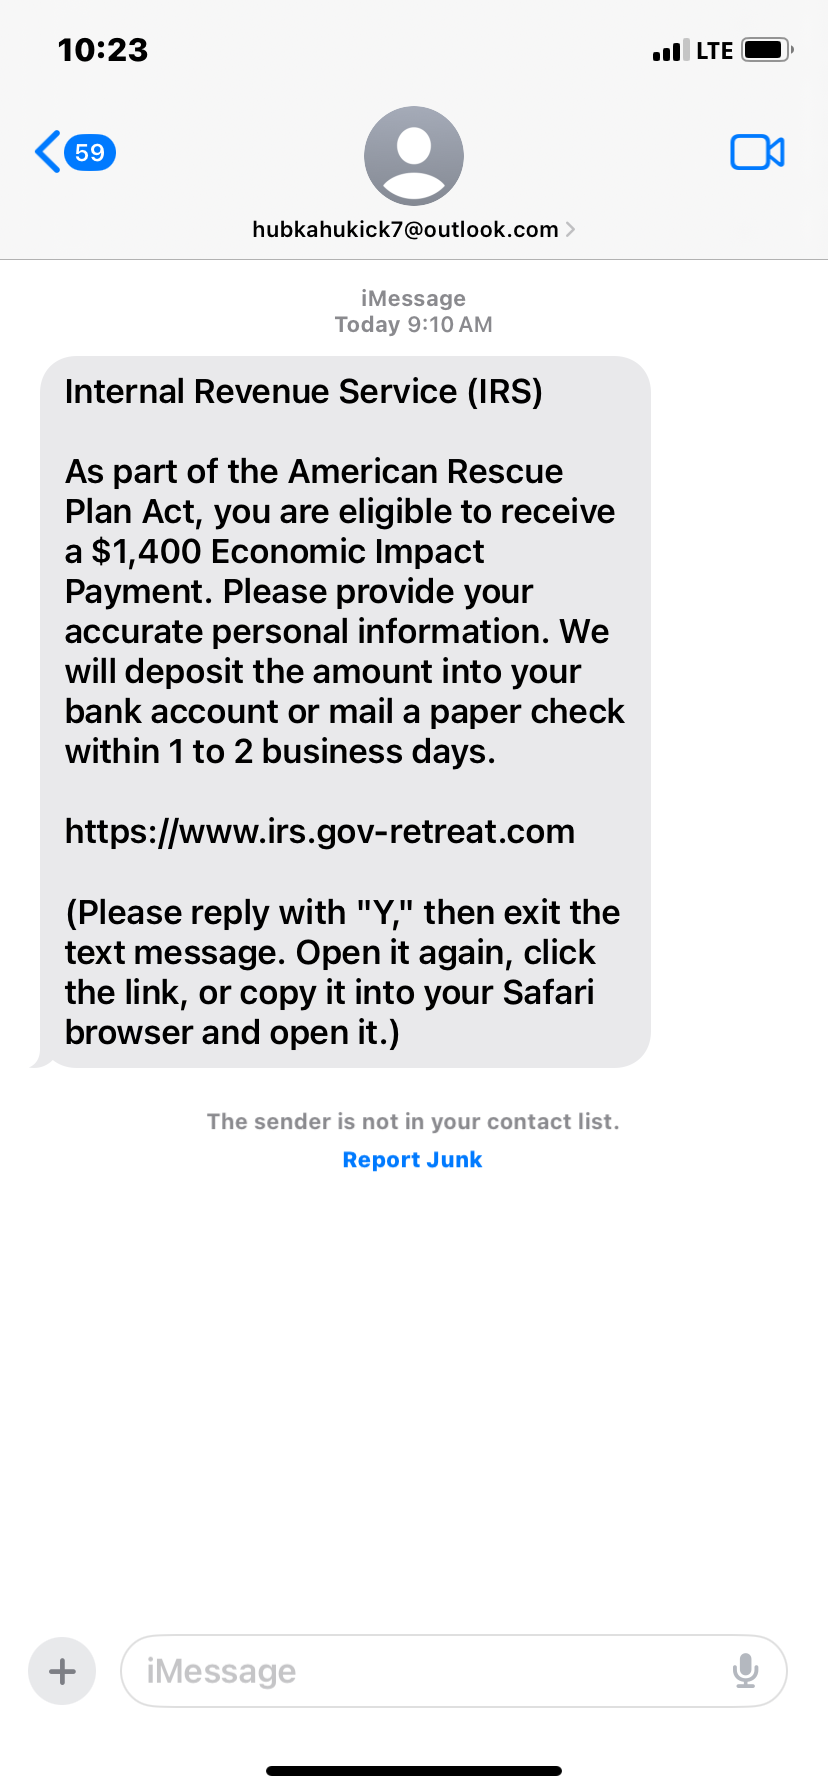 10:23
LTE
59
hubkahukick7@outlook.com
iMessage
Today 9:10 AM
Internal Revenue Service (IRS)
As part of the American Rescue
Plan Act, you are eligible to receive
a $1,400 Economic Impact
Payment. Please provide your
accurate personal information. We
will deposit the amount into your
bank account or mail a paper check
within 1 to 2 business days.
https://www.irs.gov-retreat.com
(Please reply with "Y," then exit the
text message. Open it again, click
the link, or copy it into your Safari
browser and open it.)
The sender is not in your contact list.
Report Junk
iMessage